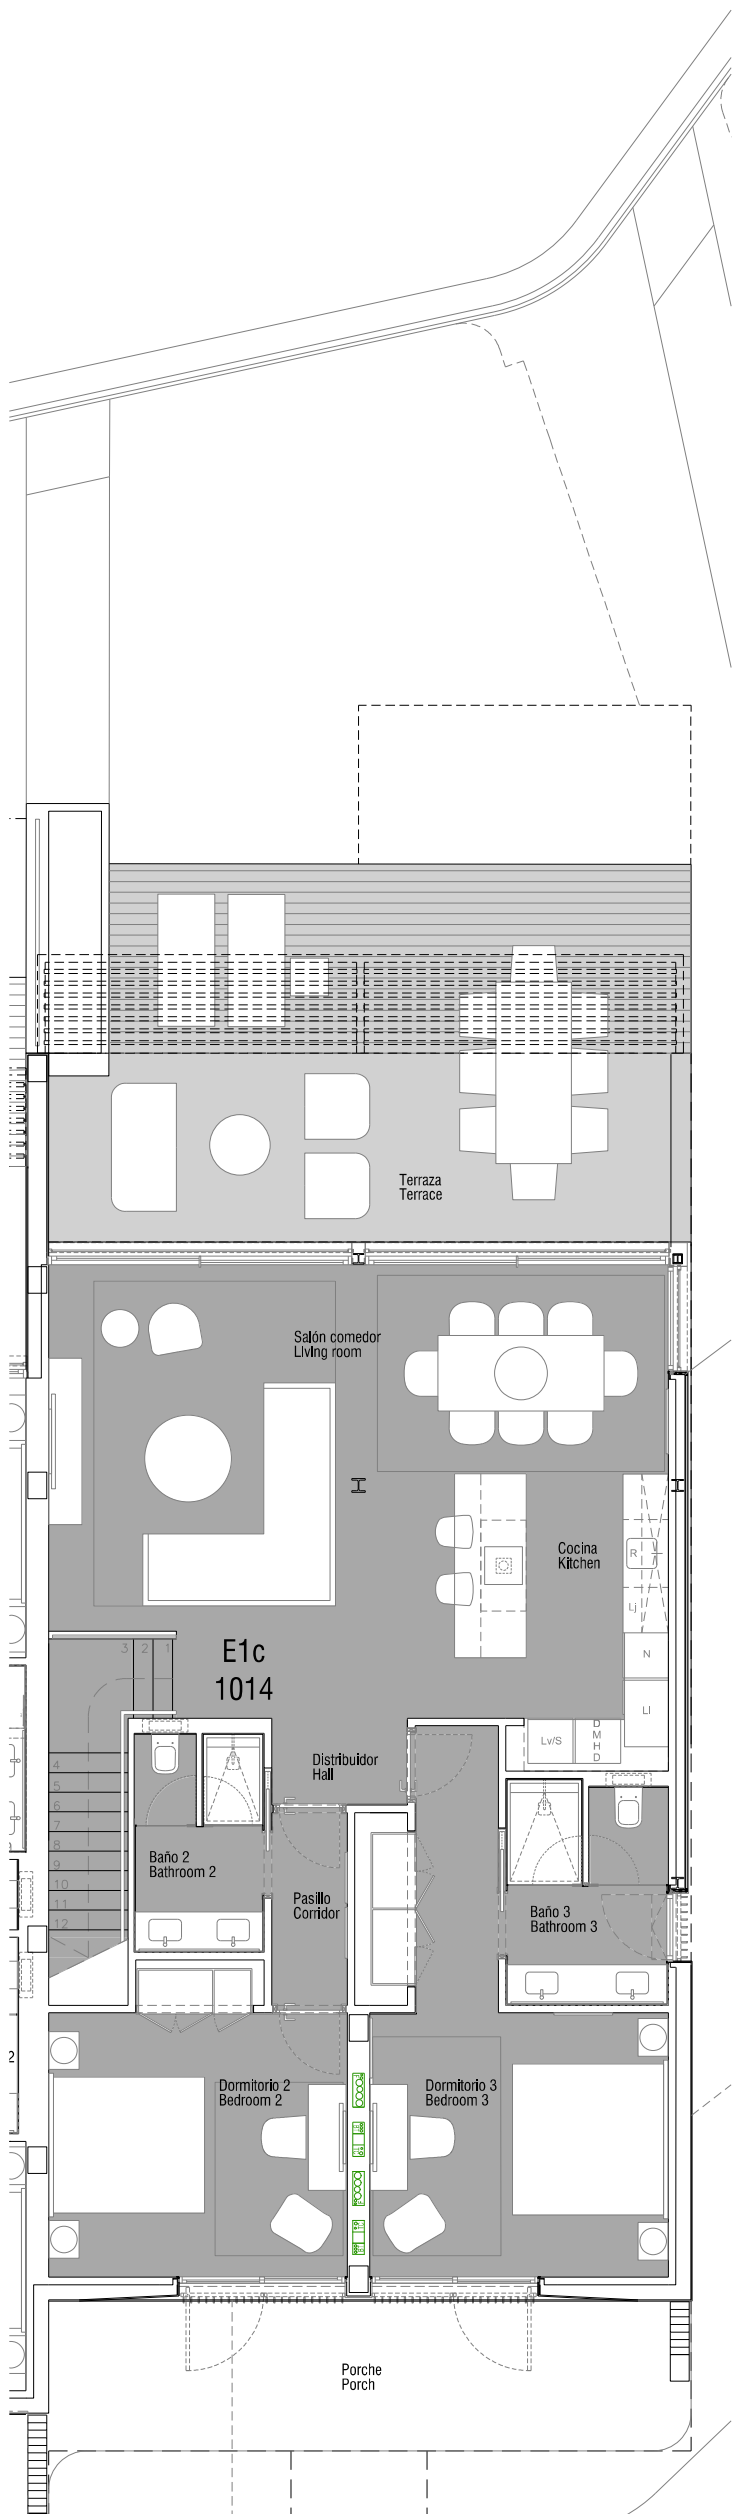 Terraza
Terrace
Salón comedor
Living room
Cocina
Kitchen
R
Lj
N
Ll
E1c
1014
3 2 1
Lv/S
D
M
H
D
Distribuidor
Hall
4
5
6
7
8
9
10
11
12
Baño 2
Bathroom 2
Pasillo
Corridor
Baño 3
Bathroom 3
2
Dormitorio 2
Bedroom 2
Dormitorio 3
Bedroom 3
Porche
Porch